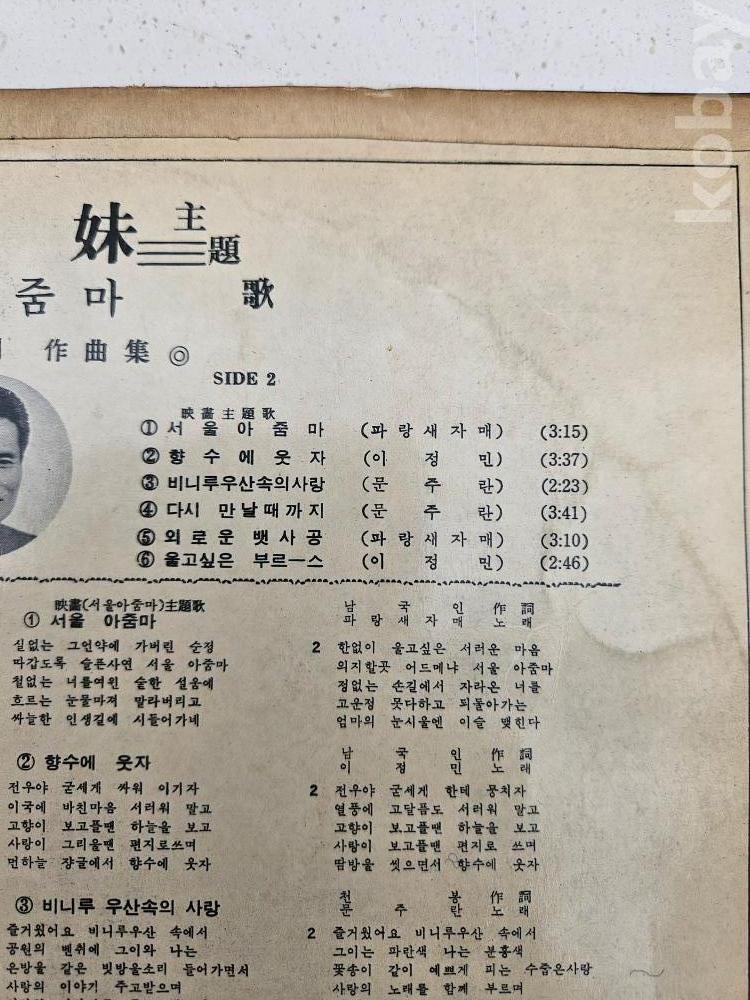 kobay
妹 主題
줌마 歌
作曲集 ◎
SIDE 2
映畵主題歌
① 서울아줌마 (파랑새자매) (3:15)
② 향수에웃자 (이정민) (3:37)
③ 비니루우산속의사랑 (문주란) (2:23)
④ 다시 만날때까지 (문주란) (3:41)
⑤ 외로운 뱃사공 (파랑새자매) (3:10)
⑥ 울고싶은 부르ー스 (이정민) (2:46)
映畵(서울아줌마)主題歌
① 서울 아줌마
남국인 作詞
파랑새자매 노래
실없는 그언약에 가버린 순정
따갑도록 슬픈사연 서울 아줌마
철없는 너를여윈 술한 설움에
흐르는 눈물마져 말라버리고
싸늘한 인생길에 시들어가네
2 한없이 울고싶은 서러운 마음
의지할곳 어드메냐 서울 아줌마
정없는 손길에서 자라온 너를
고운정 못다하고 되돌아가는
엄마의 눈시울엔 이슬 맺힌다
② 향수에 웃자
남국인 作詞
이정민 노래
전우야 굳세게 싸워 이기자
이국에 바친마음 서러워 말고
고향이 보고플땐 하늘을 보고
사랑이 그리울땐 편지로쓰며
먼하늘 쟝글에서 향수에 웃자
2 전우야 굳세게 한테 뭉치자
열풍에 고달픔도 서러워 말고
고향이 보고플땐 하늘을 보고
사랑이 보고플땐 편지로 쓰며
땀방울 씻으면서 향수에 웃자
③ 비니루 우산속의 사랑
천봉 作詞
문주란 노래
즐거웠어요 비니루우산 속에서
공원의 벤취에 그이와 나는
은방울 같은 빗방울소리 들어가면서
사랑의 이야기 주고받으며
2 즐거웠어요 비니루우산 속에서
그이는 파란색 나는 분홍색
꽃송이 같이 예쁘게 피는 수줍은사랑
사랑의 노래를 함께 부르며